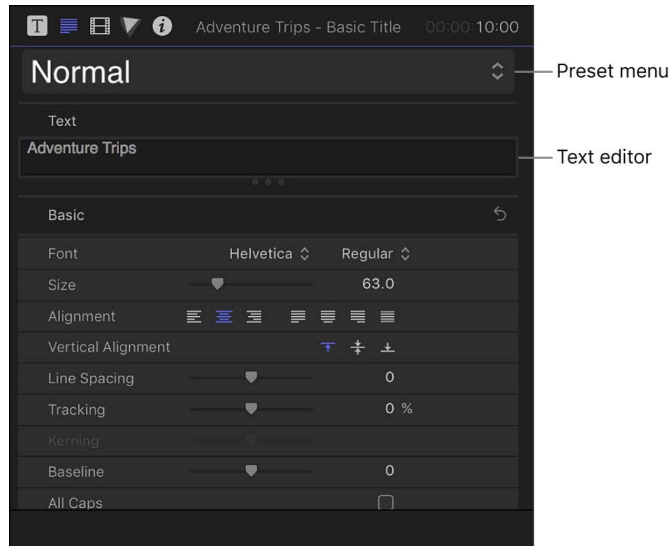 T i Adventure Trips - Basic Title 00:00:10:00
Normal
Preset menu
Text
Adventure Trips
Text editor
Basic
Font Helvetica Regular
Size 63.0
Alignment
Vertical Alignment
Line Spacing 0
Tracking 0 %
Kerning
Baseline 0
All Caps